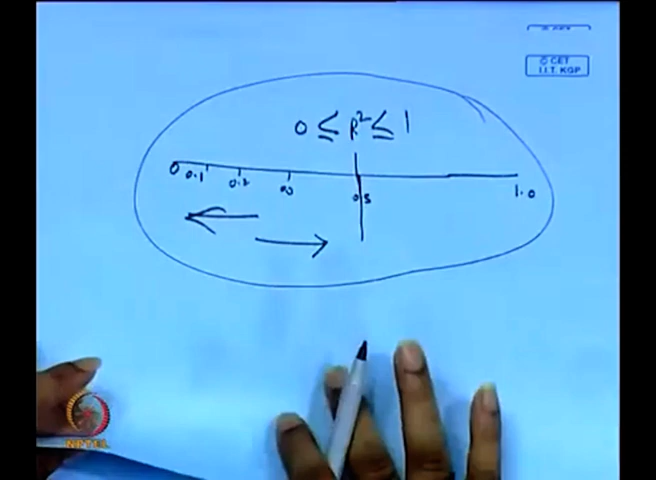 © CET
I.I.T. KGP
0 ≤ R² ≤ 1
0 0.1 0.2 0.5 1.0
NPTEL